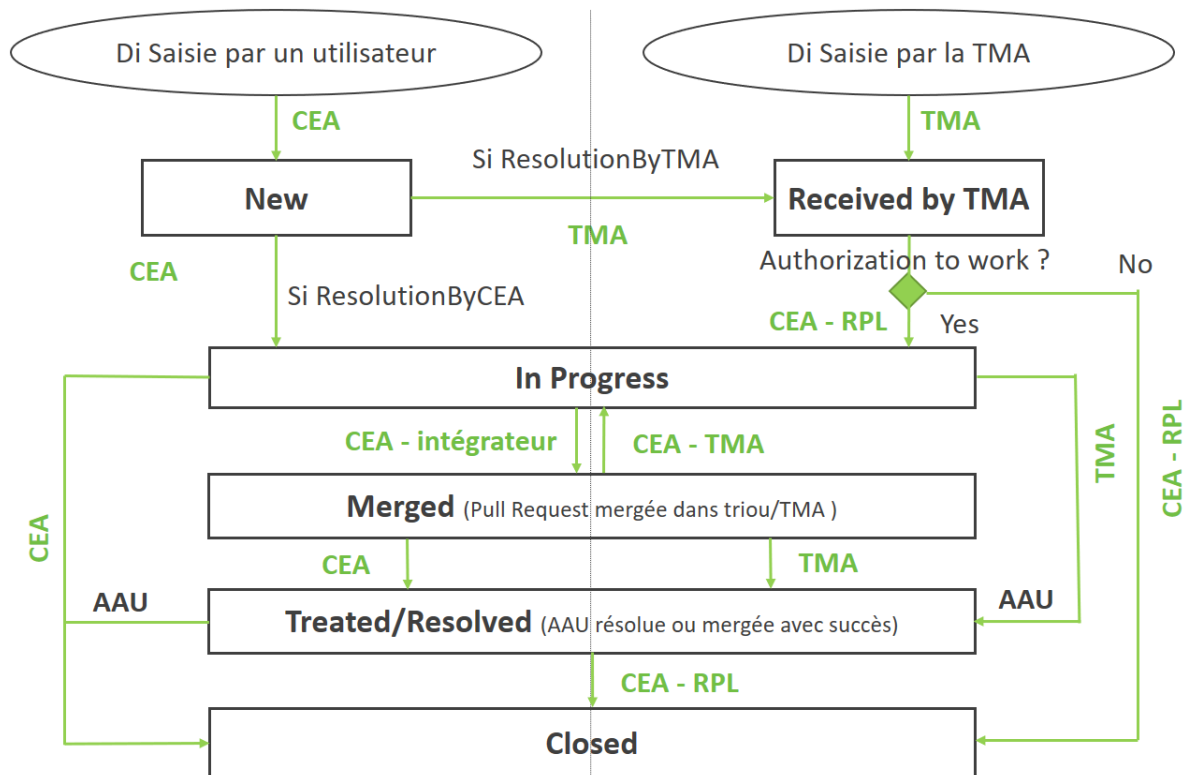 Di Saisie par un utilisateur
Di Saisie par la TMA
CEA
TMA
Si ResolutionByTMA
New
Received by TMA
TMA
CEA
Authorization to work ?
No
Si ResolutionByCEA
CEA - RPL
Yes
In Progress
CEA - intégrateur
CEA - TMA
TMA
CEA - RPL
Merged (Pull Request mergée dans triou/TMA )
CEA
CEA
TMA
AAU
AAU
Treated/Resolved (AAU résolue ou mergée avec succès)
CEA - RPL
Closed